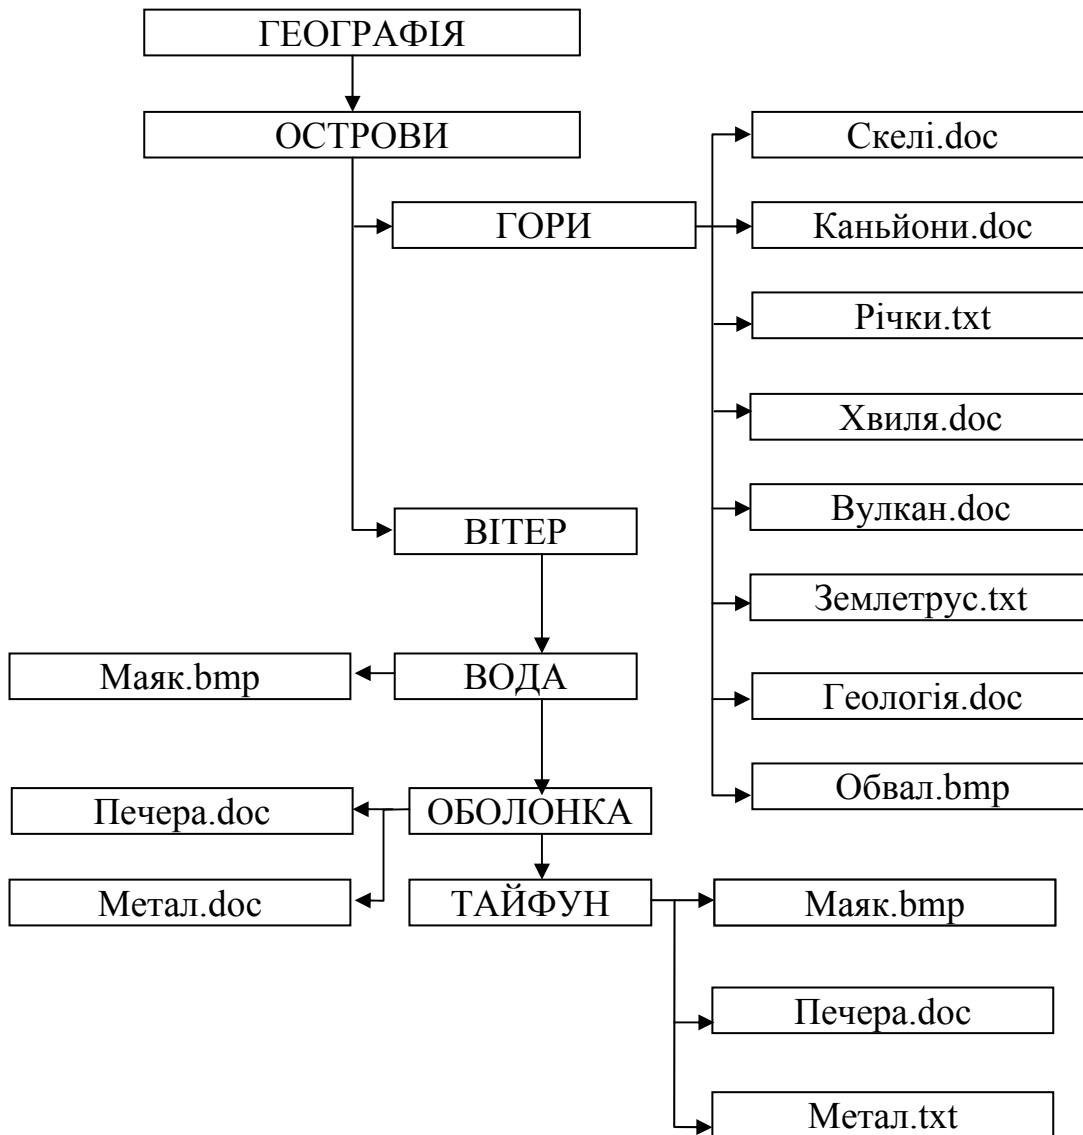 ГЕОГРАФІЯ
ОСТРОВИ
Скелі.doc
ГОРИ
Каньйони.doc
Річки.txt
Хвиля.doc
Вулкан.doc
ВІТЕР
Землетрус.txt
Маяк.bmp
ВОДА
Геологія.doc
Обвал.bmp
Печера.doc
ОБОЛОНКА
Метал.doc
ТАЙФУН
Маяк.bmp
Печера.doc
Метал.txt